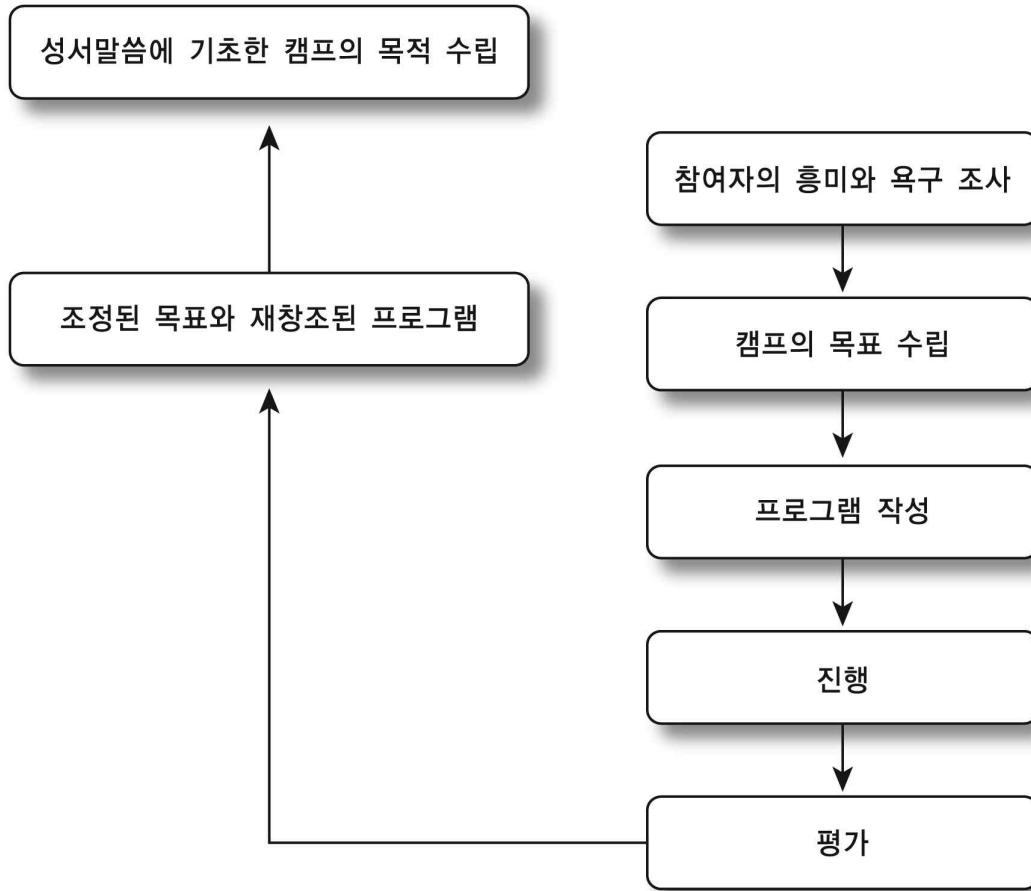 성서말씀에 기초한 캠프의 목적 수립
참여자의 흥미와 욕구 조사
조정된 목표와 재창조된 프로그램
캠프의 목표 수립
프로그램 작성
진행
평가